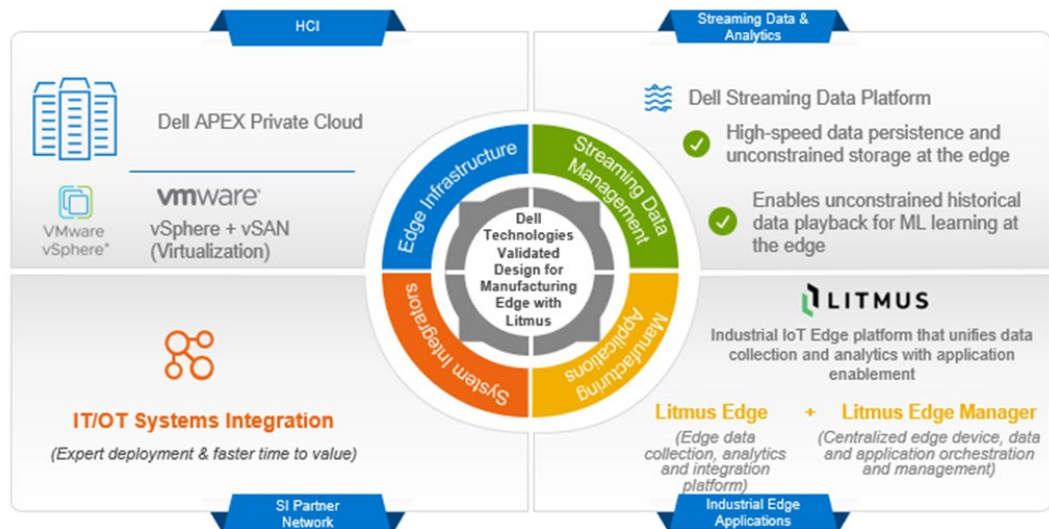 HCI
Streaming Data &
Analytics
Dell APEX Private Cloud
VMware
vSphere®
vmware®
vSphere + vSAN
(Virtualization)
Dell Streaming Data Platform
High-speed data persistence and
unconstrained storage at the edge
Enables unconstrained historical
data playback for ML learning at
the edge
Edge Infrastructure
Streaming Data
Management
Dell
Technologies
Validated
Design for
Manufacturing
Edge with
Litmus
System Integrators
Manufacturing
Applications
IT/OT Systems Integration
(Expert deployment & faster time to value)
LITMUS
Industrial IoT Edge platform that unifies data
collection and analytics with application
enablement
Litmus Edge + Litmus Edge Manager
(Edge data
collection, analytics
and integration
platform)
(Centralized edge device, data
and application orchestration
and management)
SI Partner
Network
Industrial Edge
Applications